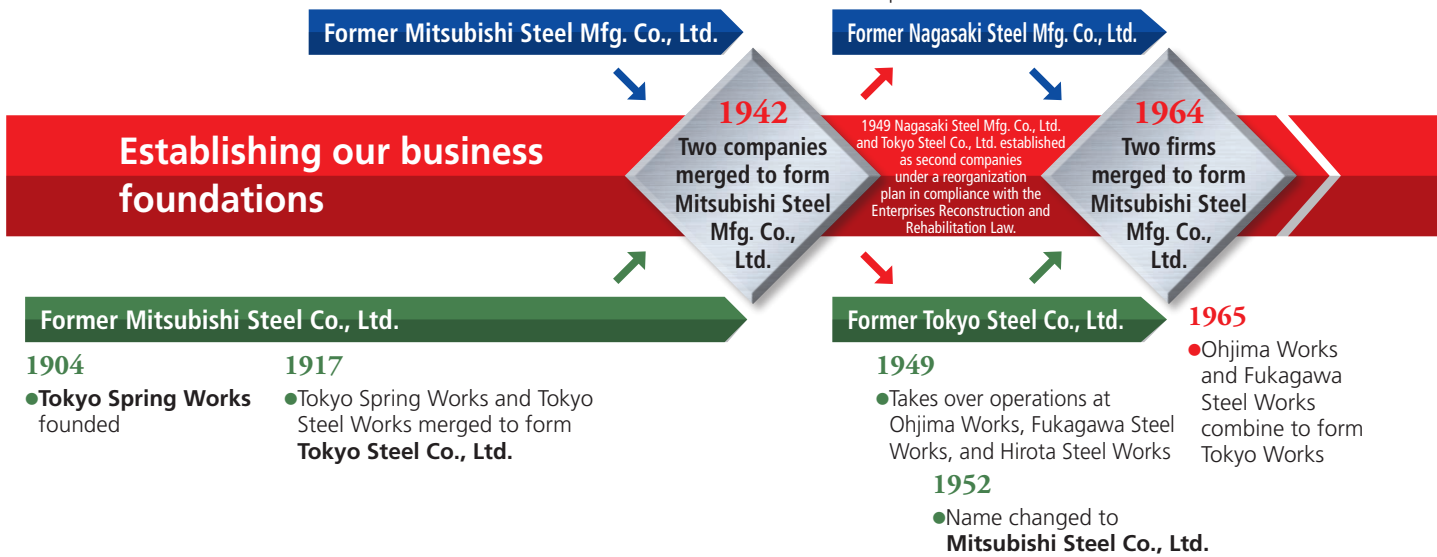 Former Mitsubishi Steel Mfg. Co., Ltd.
Former Nagasaki Steel Mfg. Co., Ltd.
Establishing our business
foundations
1942
Two companies
merged to form
Mitsubishi Steel
Mfg. Co.,
Ltd.
1949 Nagasaki Steel Mfg. Co., Ltd.
and Tokyo Steel Co., Ltd. established
as second companies
under a reorganization
plan in compliance with the
Enterprises Reconstruction and
Rehabilitation Law.
1964
Two firms
merged to form
Mitsubishi Steel
Mfg. Co.,
Ltd.
Former Mitsubishi Steel Co., Ltd.
1904
●Tokyo Spring Works
founded
1917
●Tokyo Spring Works and Tokyo
Steel Works merged to form
Tokyo Steel Co., Ltd.
Former Tokyo Steel Co., Ltd.
1949
●Takes over operations at
Ohjima Works, Fukagawa Steel
Works, and Hirota Steel Works
1952
●Name changed to
Mitsubishi Steel Co., Ltd.
1965
●Ohjima Works
and Fukagawa
Steel Works
combine to form
Tokyo Works